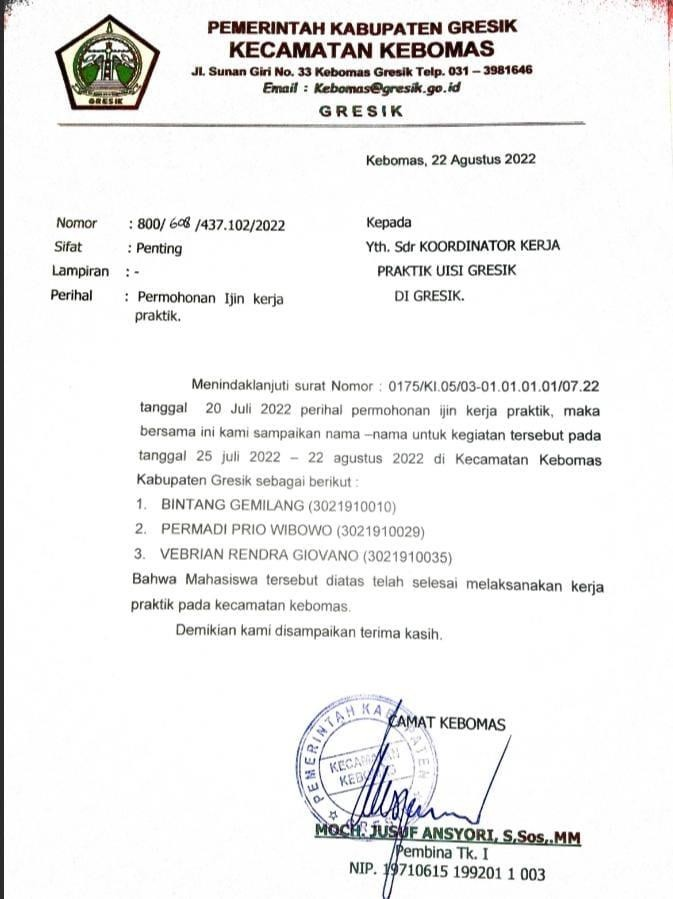 PEMERINTAH KABUPATEN GRESIK
KECAMATAN KEBOMAS
Jl. Sunan Giri No. 33 Kebomas Gresik Telp. 031 – 3981646
Email : Kebomas@gresik.go.id
GRESIK
GRESIK
Kebomas, 22 Agustus 2022
Nomor : 800/ 608 /437.102/2022
Sifat : Penting
Lampiran : -
Perihal : Permohonan Ijin kerja
praktik.
Kepada
Yth. Sdr KOORDINATOR KERJA
PRAKTIK UISI GRESIK
DI GRESIK.
Menindaklanjuti surat Nomor : 0175/KI.05/03-01.01.01.01/07.22
tanggal 20 Juli 2022 perihal permohonan ijin kerja praktik, maka
bersama ini kami sampaikan nama –nama untuk kegiatan tersebut pada
tanggal 25 juli 2022 – 22 agustus 2022 di Kecamatan Kebomas
Kabupaten Gresik sebagai berikut :
1. BINTANG GEMILANG (3021910010)
2. PERMADI PRIO WIBOWO (3021910029)
3. VEBRIAN RENDRA GIOVANO (3021910035)
Bahwa Mahasiswa tersebut diatas telah selesai melaksanakan kerja
praktik pada kecamatan kebomas.
Demikian kami disampaikan terima kasih.
CAMAT KEBOMAS
PEMERINTAH KABUPATEN
KECAMATAN
KEBOMAS
GRESIK
MOCH. JUSUF ANSYORI, S,Sos,.MM
Pembina Tk. I
NIP. 19710615 199201 1 003